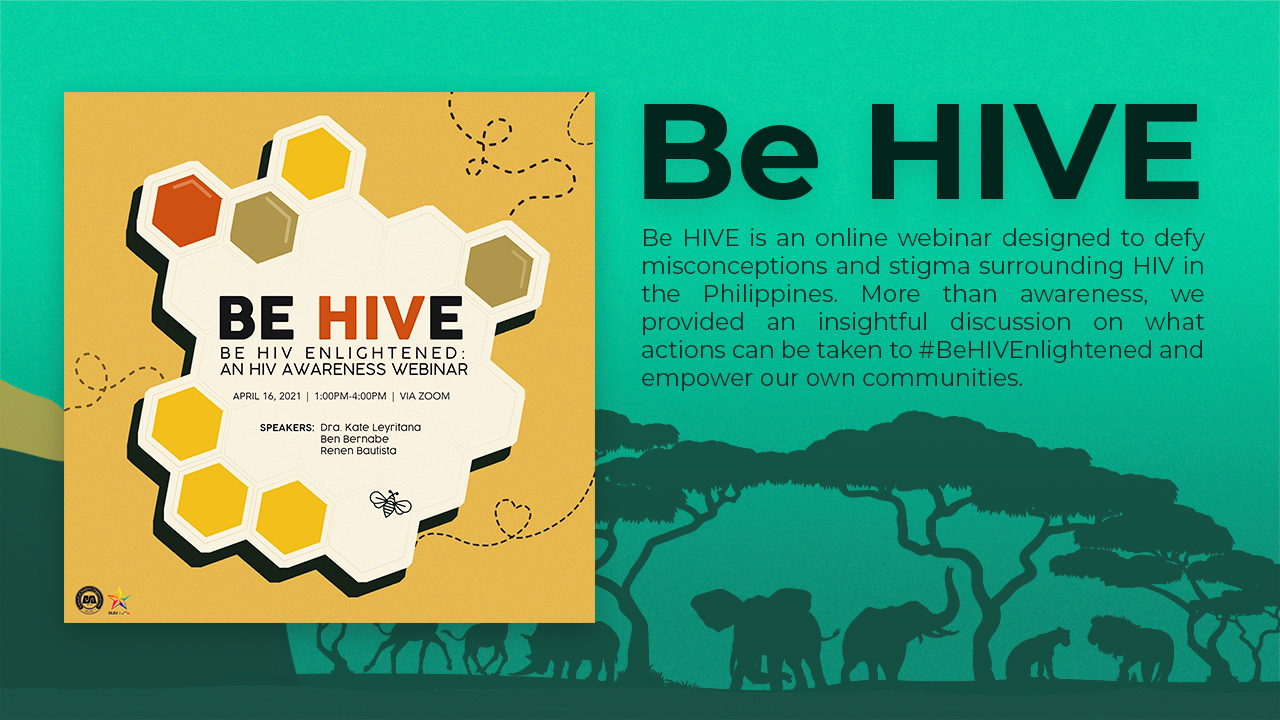 BE HIVE
BE HIV ENLIGHTENED:
AN HIV AWARENESS WEBINAR
APRIL 16, 2021 | 1:00PM-4:00PM | VIA ZOOM
SPEAKERS: Dra. Kate Leyritana
Ben Bernabe
Renen Bautista
Be HIVE
Be HIVE is an online webinar designed to defy
misconceptions and stigma surrounding HIV in
the Philippines. More than awareness, we
provided an insightful discussion on what
actions can be taken to #BeHIVEnlightened and
empower our own communities.